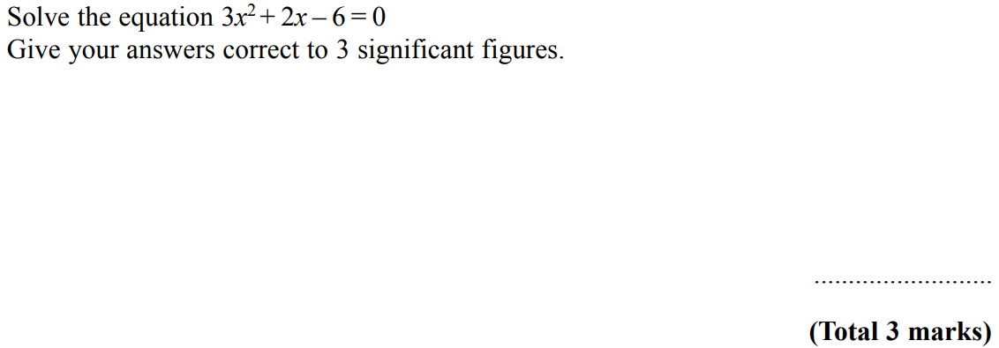 Solve the equation 3x² + 2x – 6 = 0
Give your answers correct to 3 significant figures.
..........................
(Total 3 marks)